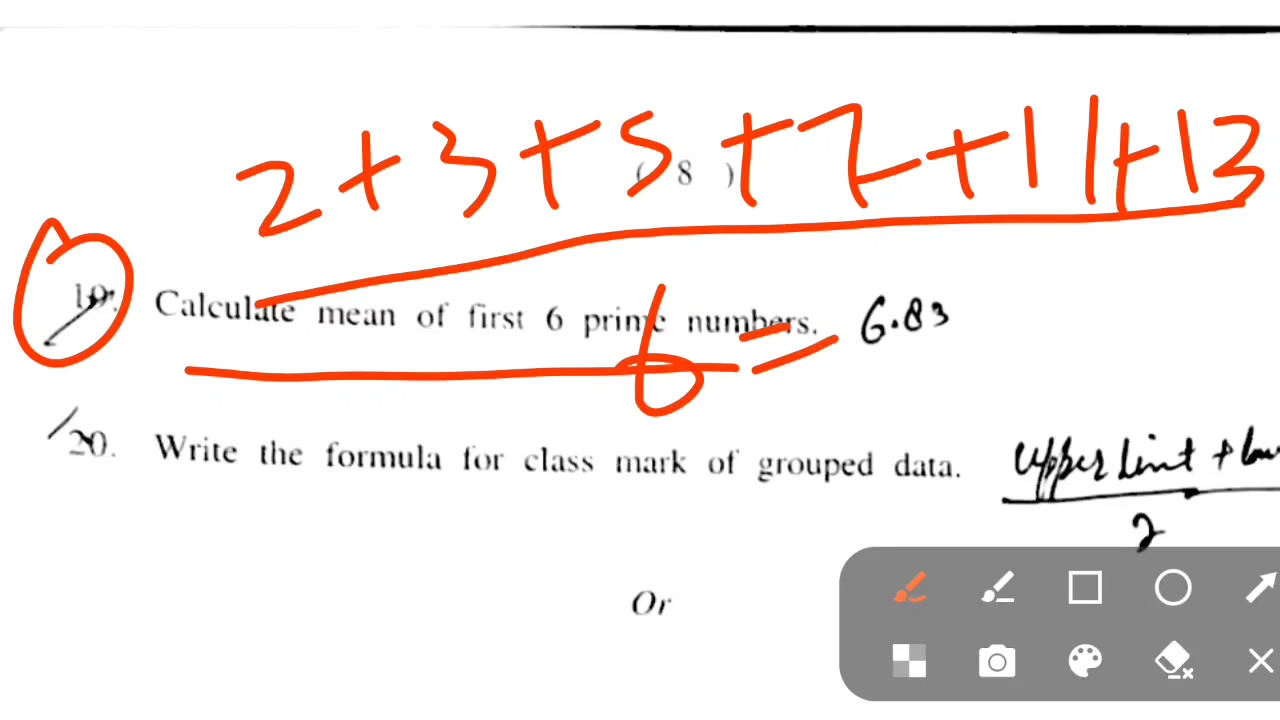 2+3+5+7+11+13
( 8 )
19. Calculate mean of first 6 prime numbers. 6.83
6 =
20. Write the formula for class mark of grouped data. Upper Limit + Low
2
Or